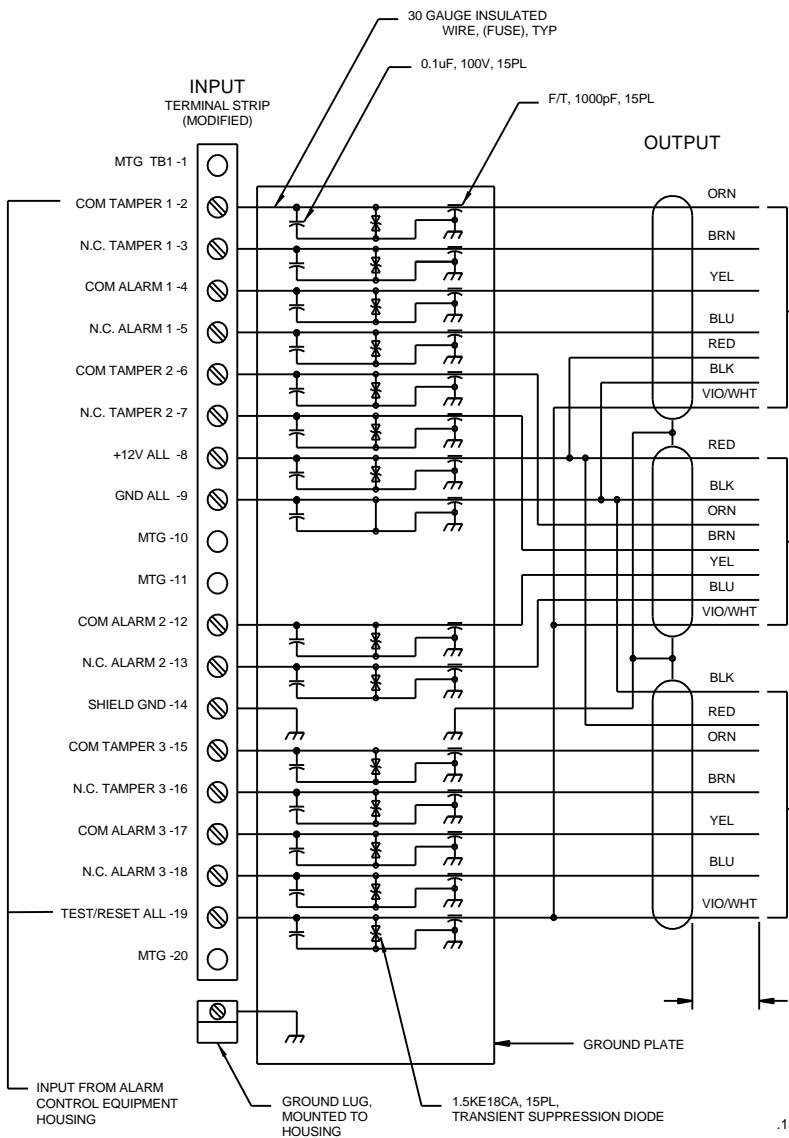 30 GAUGE INSULATED
WIRE, (FUSE), TYP
0.1uF, 100V, 15PL
F/T, 1000pF, 15PL
INPUT
TERMINAL STRIP
(MODIFIED)
OUTPUT
MTG TB1 -1
COM TAMPER 1 -2
N.C. TAMPER 1 -3
COM ALARM 1 -4
N.C. ALARM 1 -5
COM TAMPER 2 -6
N.C. TAMPER 2 -7
+12V ALL -8
GND ALL -9
MTG -10
MTG -11
COM ALARM 2 -12
N.C. ALARM 2 -13
SHIELD GND -14
COM TAMPER 3 -15
N.C. TAMPER 3 -16
COM ALARM 3 -17
N.C. ALARM 3 -18
TEST/RESET ALL -19
MTG -20
ORN
BRN
YEL
BLU
RED
BLK
VIO/WHT
RED
BLK
ORN
BRN
YEL
BLU
VIO/WHT
BLK
RED
ORN
BRN
YEL
BLU
VIO/WHT
GROUND PLATE
INPUT FROM ALARM
CONTROL EQUIPMENT
HOUSING
GROUND LUG,
MOUNTED TO
HOUSING
1.5KE18CA, 15PL,
TRANSIENT SUPPRESSION DIODE